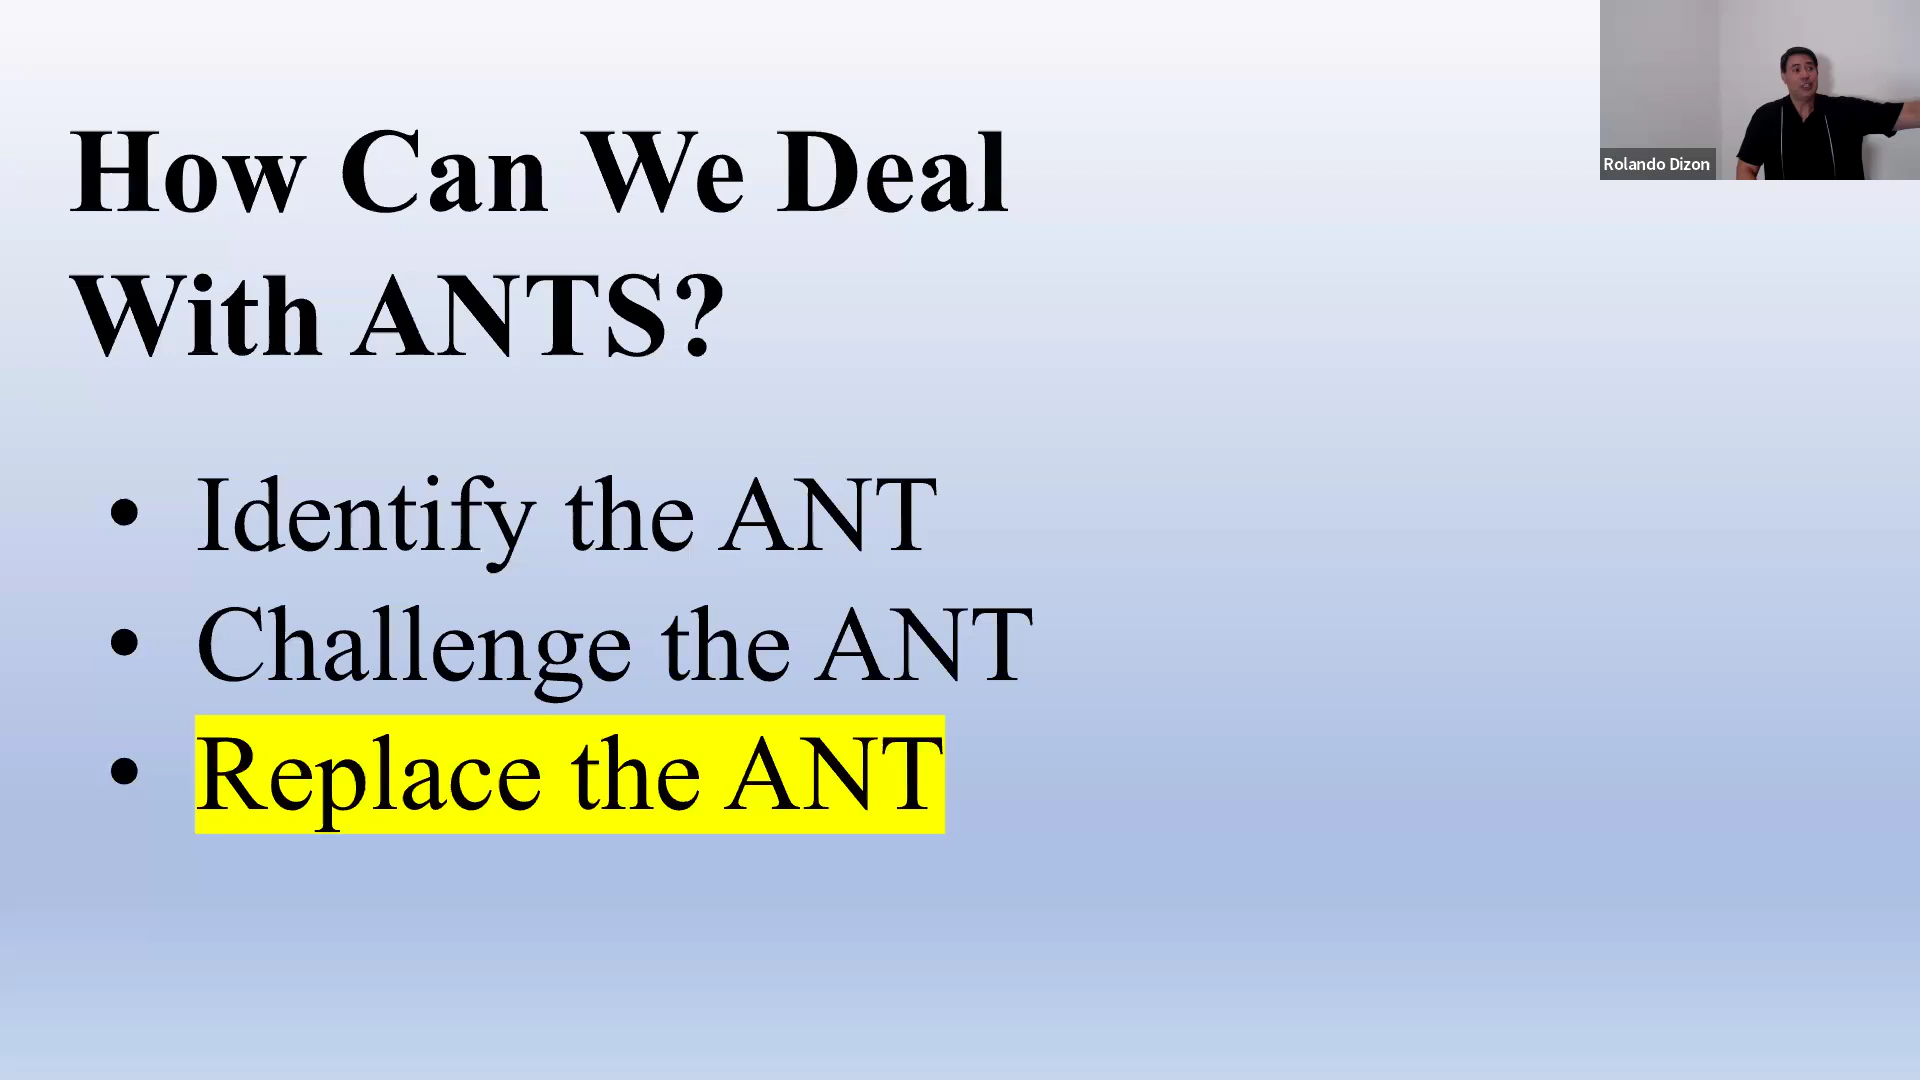 How Can We Deal
With ANTS?
• Identify the ANT
• Challenge the ANT
• Replace the ANT
Rolando Dizon